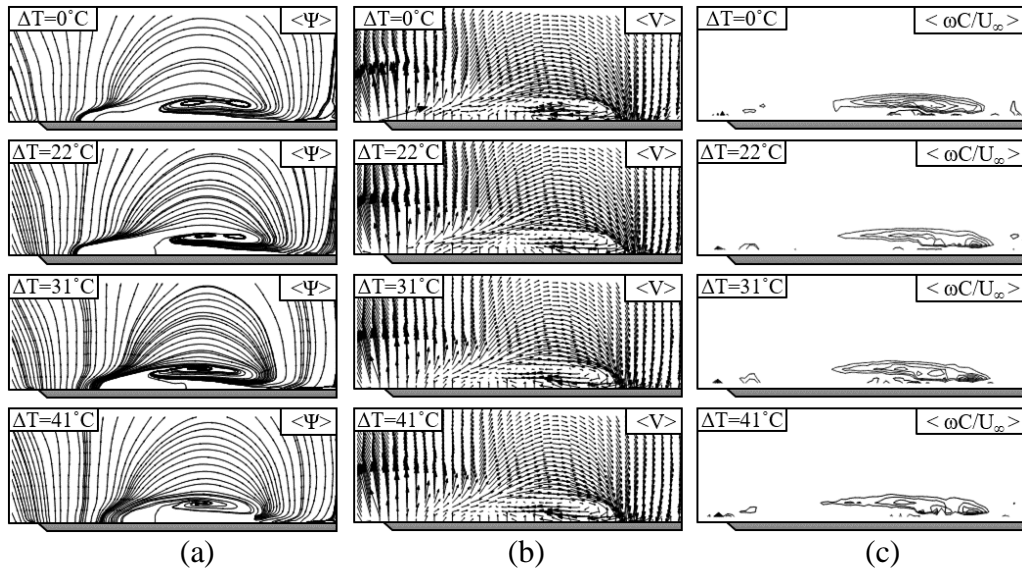 ΔT=0˚C <Ψ> ΔT=0˚C <V> ΔT=0˚C < ωC/U∞ >
ΔT=22˚C <Ψ> ΔT=22˚C <V> ΔT=22˚C < ωC/U∞ >
ΔT=31˚C <Ψ> ΔT=31˚C <V> ΔT=31˚C < ωC/U∞ >
ΔT=41˚C <Ψ> ΔT=41˚C <V> ΔT=41˚C < ωC/U∞ >
(a) (b) (c)